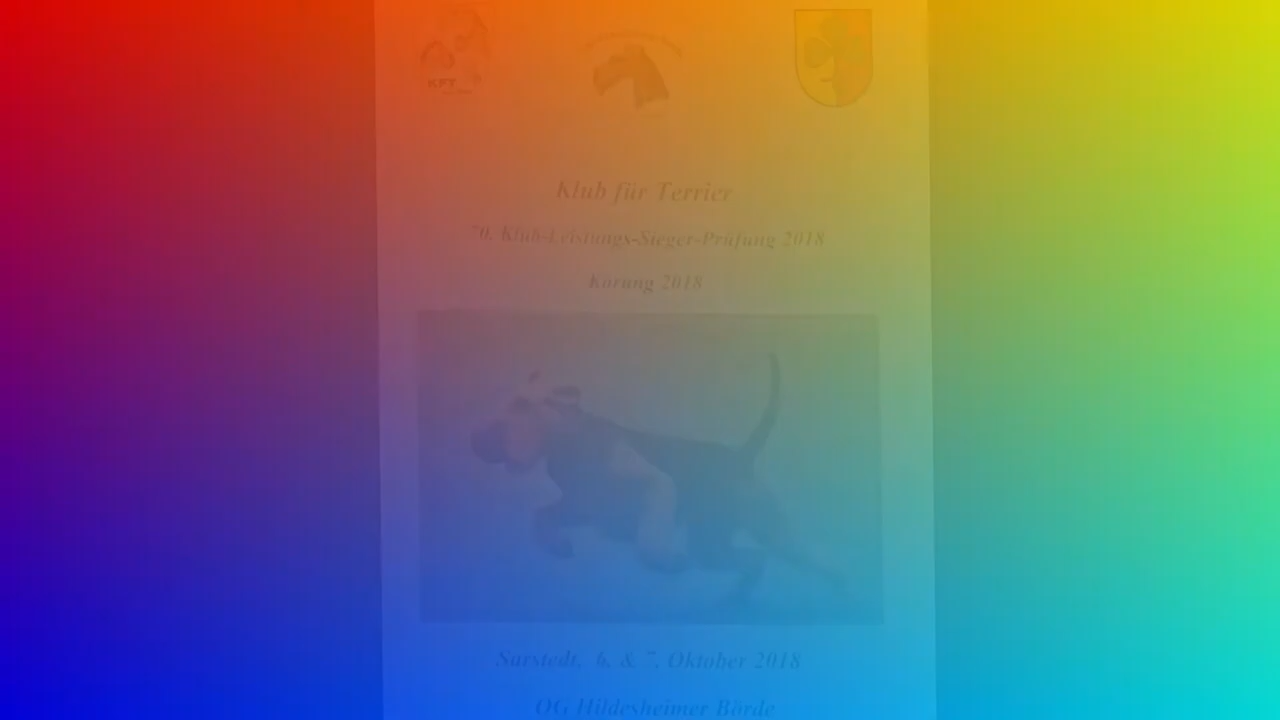 KFT
Klub für Terrier
70. Klub-Leistungs-Sieger-Prüfung 2018
Körung 2018
Sarstedt, 6. & 7. Oktober 2018
OG Hildesheimer Börde